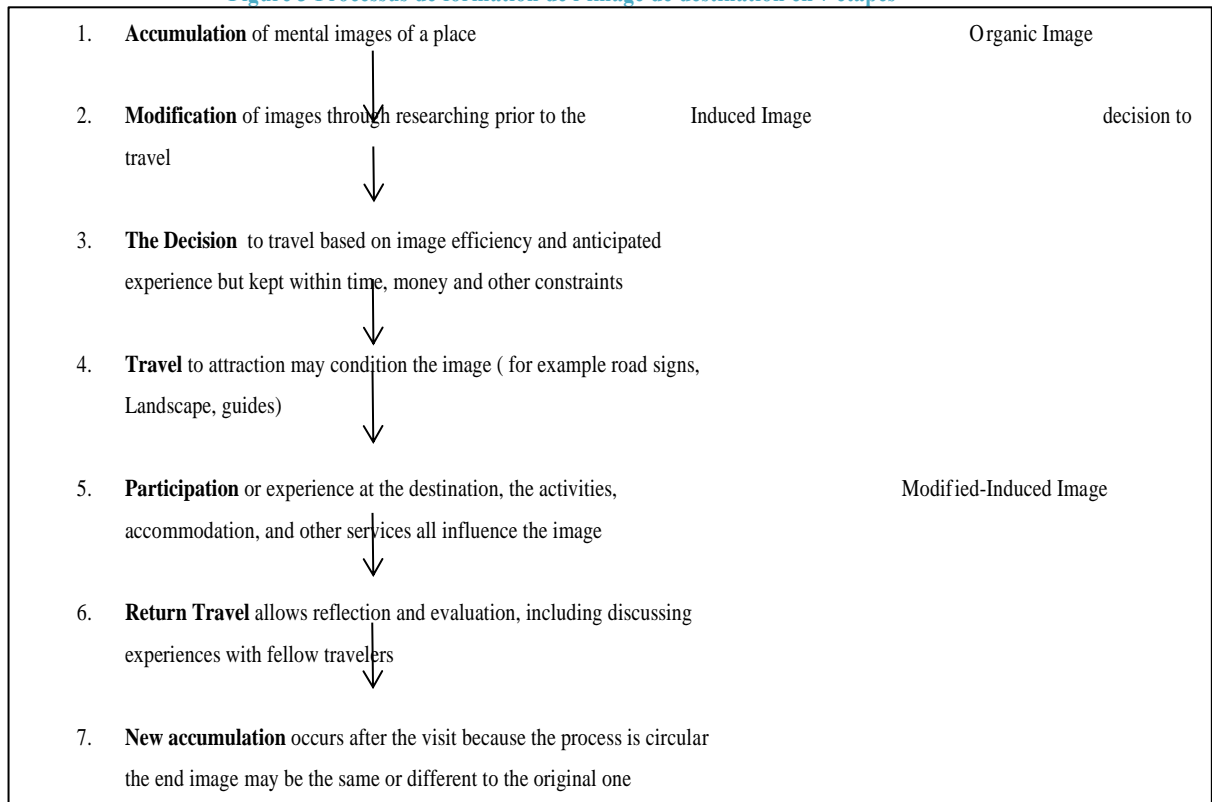 1. Accumulation of mental images of a place Organic Image
2. Modification of images through researching prior to the Induced Image decision to
travel
3. The Decision to travel based on image efficiency and anticipated
experience but kept within time, money and other constraints
4. Travel to attraction may condition the image ( for example road signs,
Landscape, guides)
5. Participation or experience at the destination, the activities, Modified-Induced Image
accommodation, and other services all influence the image
6. Return Travel allows reflection and evaluation, including discussing
experiences with fellow travelers
7. New accumulation occurs after the visit because the process is circular
the end image may be the same or different to the original one